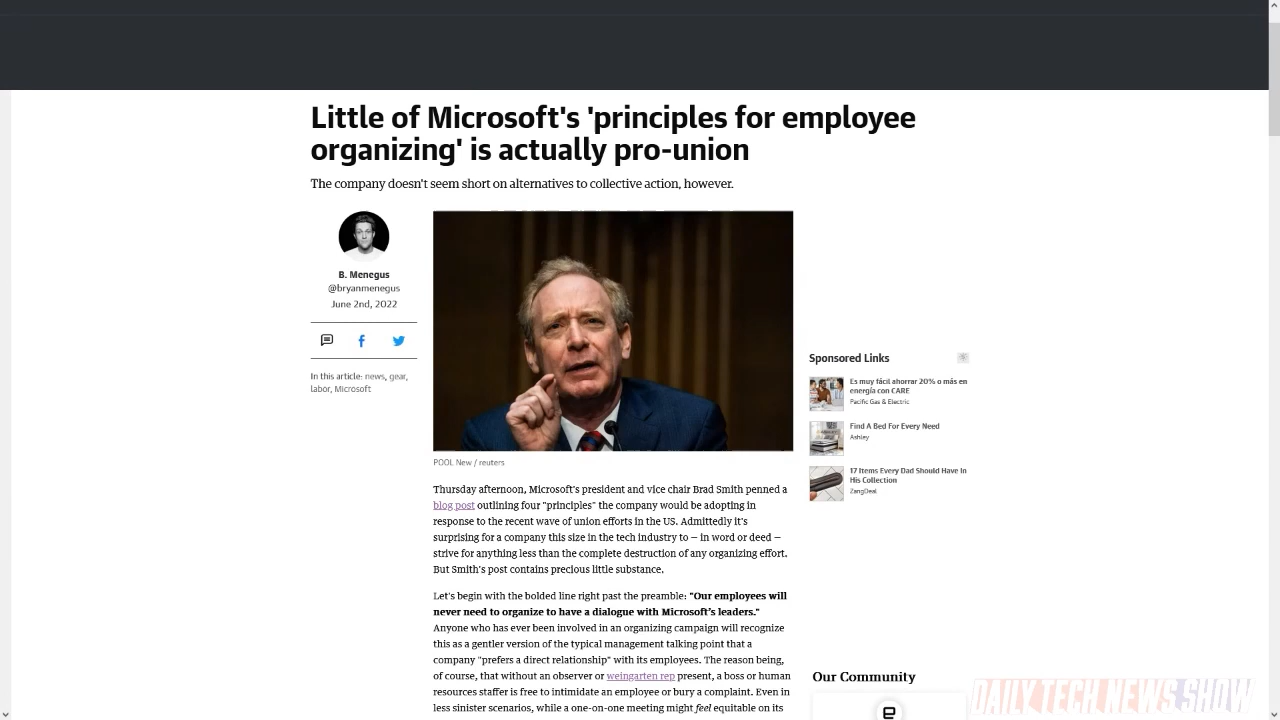 Little of Microsoft's 'principles for employee
organizing' is actually pro-union
The company doesn't seem short on alternatives to collective action, however.
B. Menegus
@bryanmenegus
June 2nd, 2022
In this article: news, gear,
labor, Microsoft
POOL New / reuters
Thursday afternoon, Microsoft's president and vice chair Brad Smith penned a
blog post outlining four "principles" the company would be adopting in
response to the recent wave of union efforts in the US. Admittedly it's
surprising for a company this size in the tech industry to — in word or deed —
strive for anything less than the complete destruction of any organizing effort.
But Smith's post contains precious little substance.
Let's begin with the bolded line right past the preamble: "Our employees will
never need to organize to have a dialogue with Microsoft's leaders."
Anyone who has ever been involved in an organizing campaign will recognize
this as a gentler version of the typical management talking point that a
company "prefers a direct relationship" with its employees. The reason being,
of course, that without an observer or weingarten rep present, a boss or human
resources staffer is free to intimidate an employee or bury a complaint. Even in
less sinister scenarios, while a one-on-one meeting might feel equitable on its
Sponsored Links
Es muy fácil ahorrar 20% o más en
energía con CARE
Pacific Gas & Electric
Find A Bed For Every Need
Ashley
17 Items Every Dad Should Have In
His Collection
ZangDeal
Our Community
e
DAILY TECH NEWS SHOW